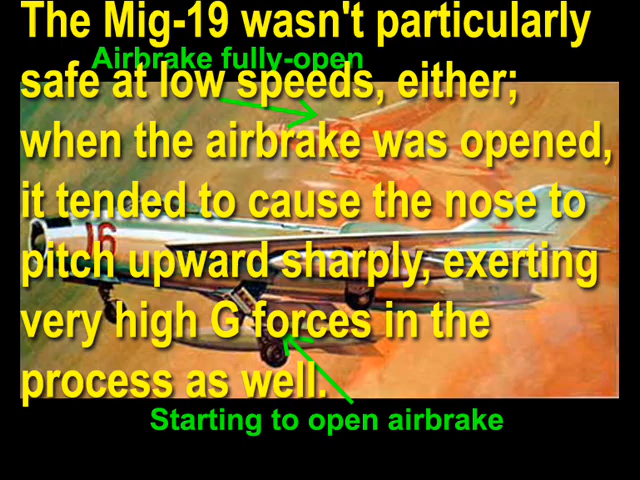 The Mig-19 wasn't particularly
Airbrake fully-open
safe at low speeds, either;
when the airbrake was opened,
it tended to cause the nose to
16
pitch upward sharply, exerting
very high G forces in the
process as well.
Starting to open airbrake